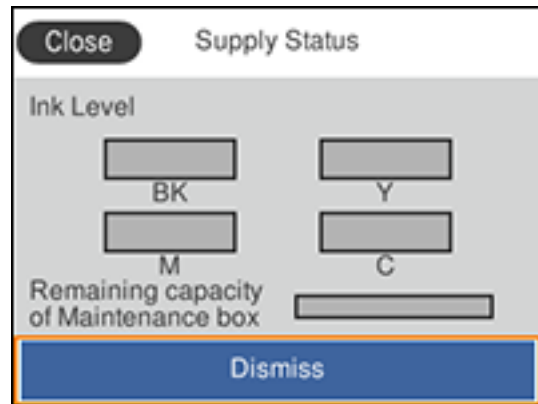 Close
Supply Status
Ink Level
BK
Y
M
C
Remaining capacity
of Maintenance box
Dismiss